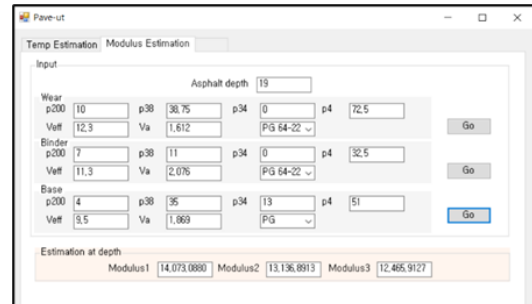 Pave-ut
Temp Estimation Modulus Estimation
Input
Asphalt depth 19
Wear
p200 10 p38 38,75 p34 0 p4 72,5
Veff 12,3 Va 1,612 PG 64-22 Go
Binder
p200 7 p38 11 p34 0 p4 32,5
Veff 11,3 Va 2,076 PG 64-22 Go
Base
p200 4 p38 35 p34 13 p4 51
Veff 9,5 Va 1,869 PG Go
Estimation at depth
Modulus1 14,073,0880 Modulus2 13,136,8913 Modulus3 12,465,9127